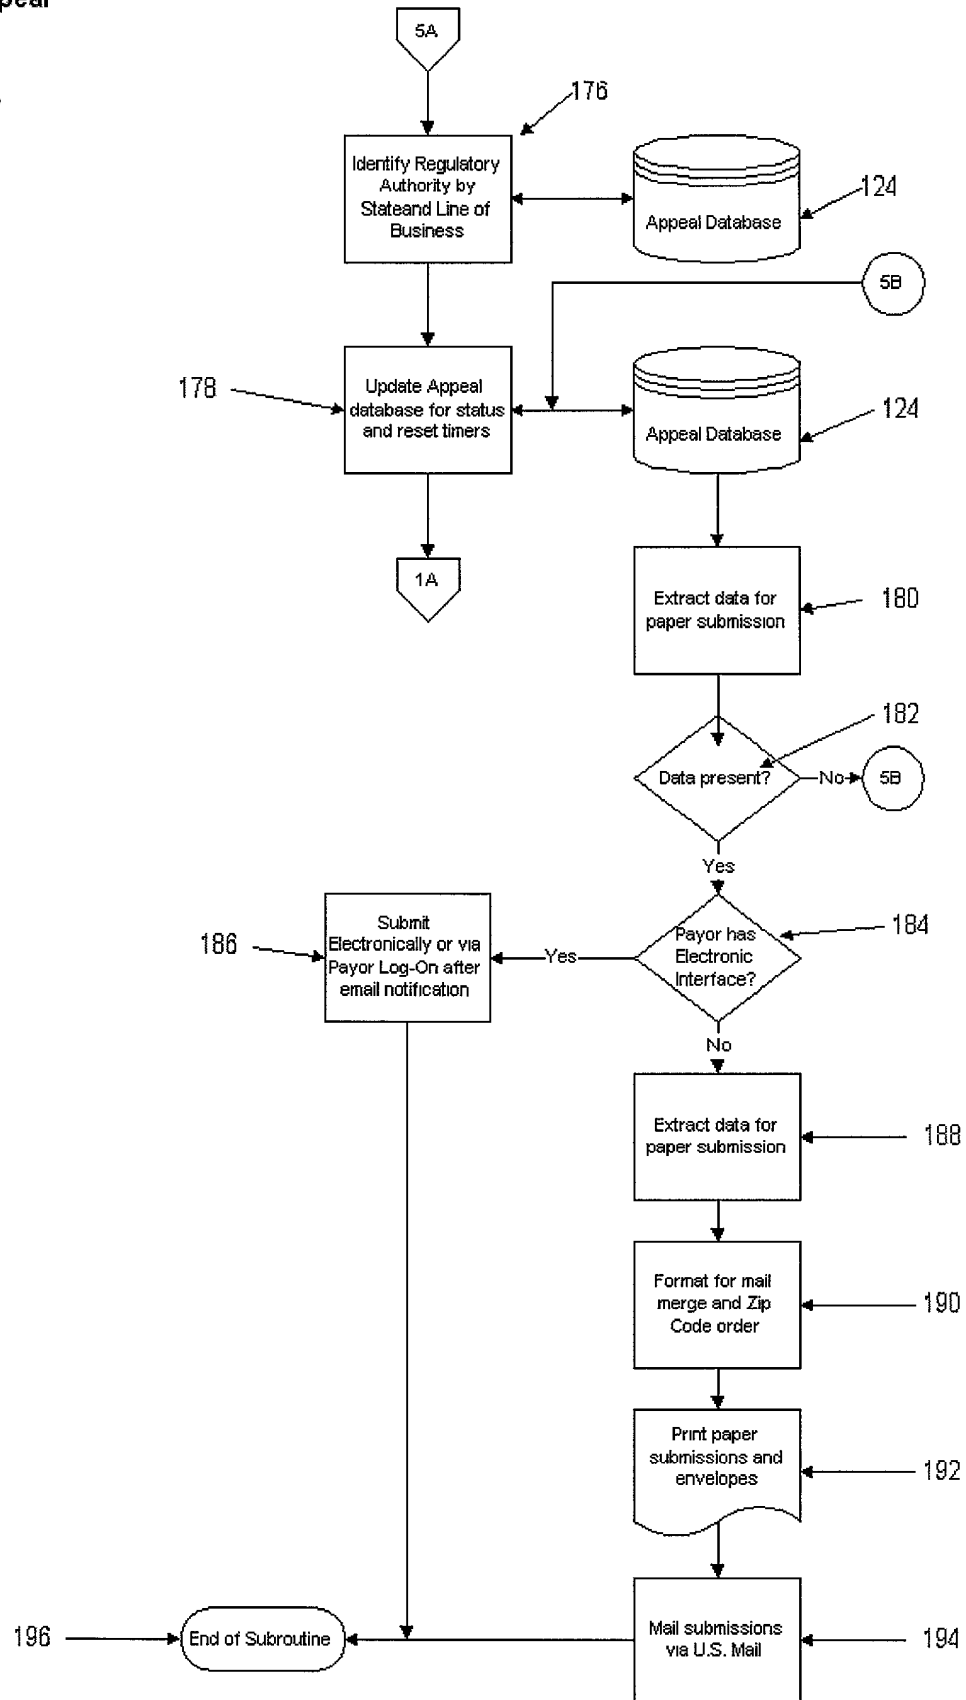 5A
176
Identify Regulatory
Authority by
Stateand Line of
Business
124
Appeal Database
5B
178
Update Appeal
database for status
and reset timers
124
Appeal Database
1A
Extract data for
paper submission
180
182
Data present?
No
5B
Yes
184
Payor has
Electronic
Interface?
Yes
186
Submit
Electronically or via
Payor Log-On after
email notification
No
Extract data for
paper submission
188
Format for mail
merge and Zip
Code order
190
Print paper
submissions and
envelopes
192
196
End of Subroutine
Mail submissions
via U.S. Mail
194